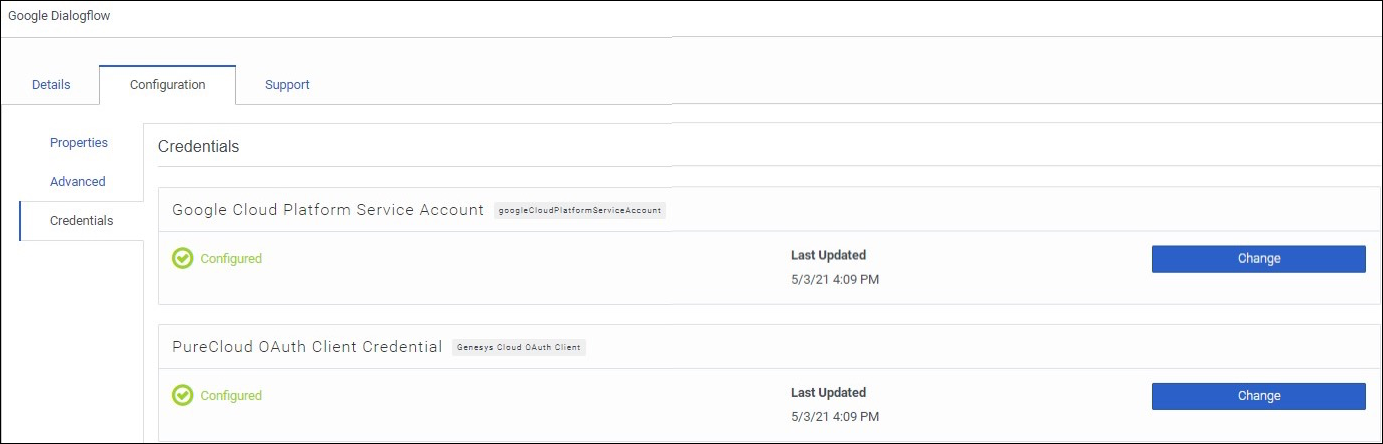 Google Dialogflow
Details Configuration Support
Properties
Advanced
Credentials
Credentials
Google Cloud Platform Service Account googleCloudPlatformServiceAccount
Configured Last Updated Change
5/3/21 4:09 PM
PureCloud OAuth Client Credential Genesys Cloud OAuth Client
Configured Last Updated Change
5/3/21 4:09 PM